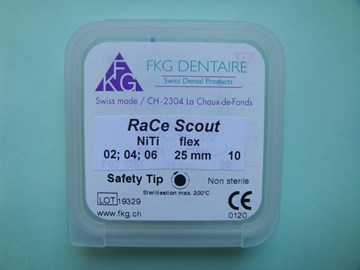 FKG
FKG DENTAIRE
Swiss Dental Products
Swiss made / CH-2304 La Chaux-de-Fonds
RaCe Scout
NiTi flex
02; 04; 06 25 mm 10
Safety Tip Non sterile
Sterilisation max. 200°C
LOT 19329
www.fkg.ch
CE
0120